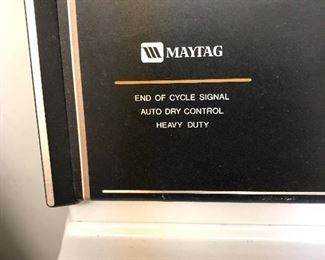 MAYTAG
END OF CYCLE SIGNAL
AUTO DRY CONTROL
HEAVY DUTY